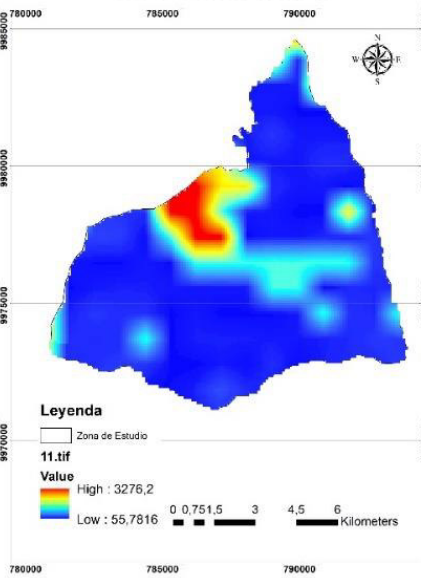 780000 785000 790000
9985000
N
W E
S
9980000
9975000
9970000
Leyenda
Zona de Estudio
11.tif
Value
High : 3276,2
Low : 55,7816
0 0,751,5 3 4,5 6
Kilometers
780000 785000 790000